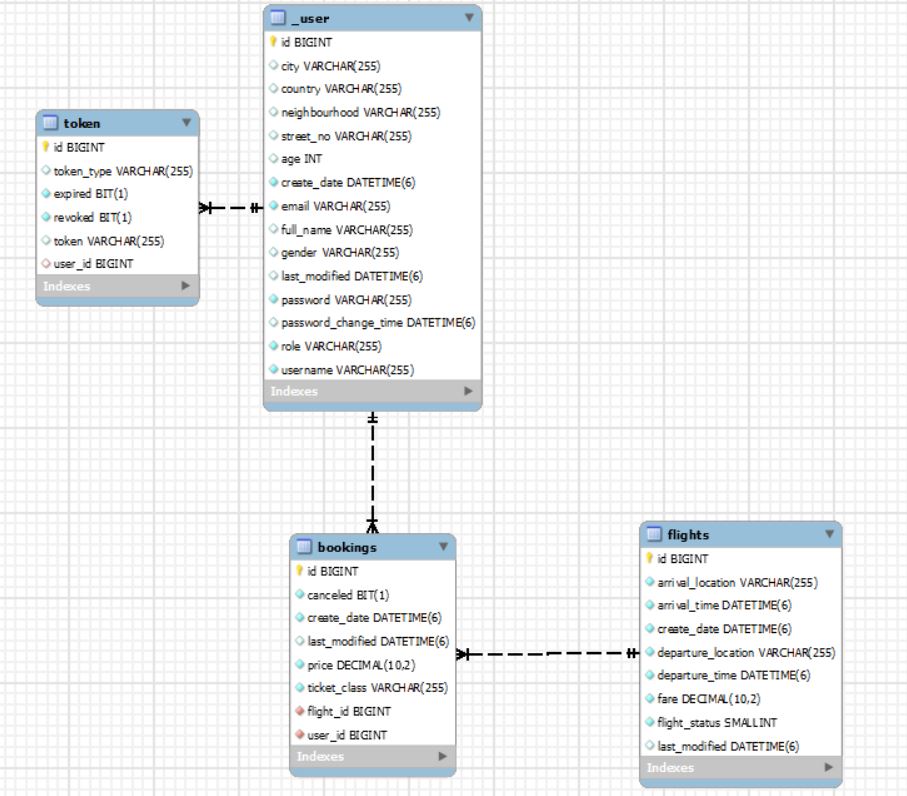 _user
id BIGINT
city VARCHAR(255)
country VARCHAR(255)
neighbourhood VARCHAR(255)
street_no VARCHAR(255)
age INT
create_date DATETIME(6)
email VARCHAR(255)
full_name VARCHAR(255)
gender VARCHAR(255)
last_modified DATETIME(6)
password VARCHAR(255)
password_change_time DATETIME(6)
role VARCHAR(255)
username VARCHAR(255)
Indexes
token
id BIGINT
token_type VARCHAR(255)
expired BIT(1)
revoked BIT(1)
token VARCHAR(255)
user_id BIGINT
Indexes
bookings
id BIGINT
canceled BIT(1)
create_date DATETIME(6)
last_modified DATETIME(6)
price DECIMAL(10,2)
ticket_class VARCHAR(255)
flight_id BIGINT
user_id BIGINT
Indexes
flights
id BIGINT
arrival_location VARCHAR(255)
arrival_time DATETIME(6)
create_date DATETIME(6)
departure_location VARCHAR(255)
departure_time DATETIME(6)
fare DECIMAL(10,2)
flight_status SMALLINT
last_modified DATETIME(6)
Indexes